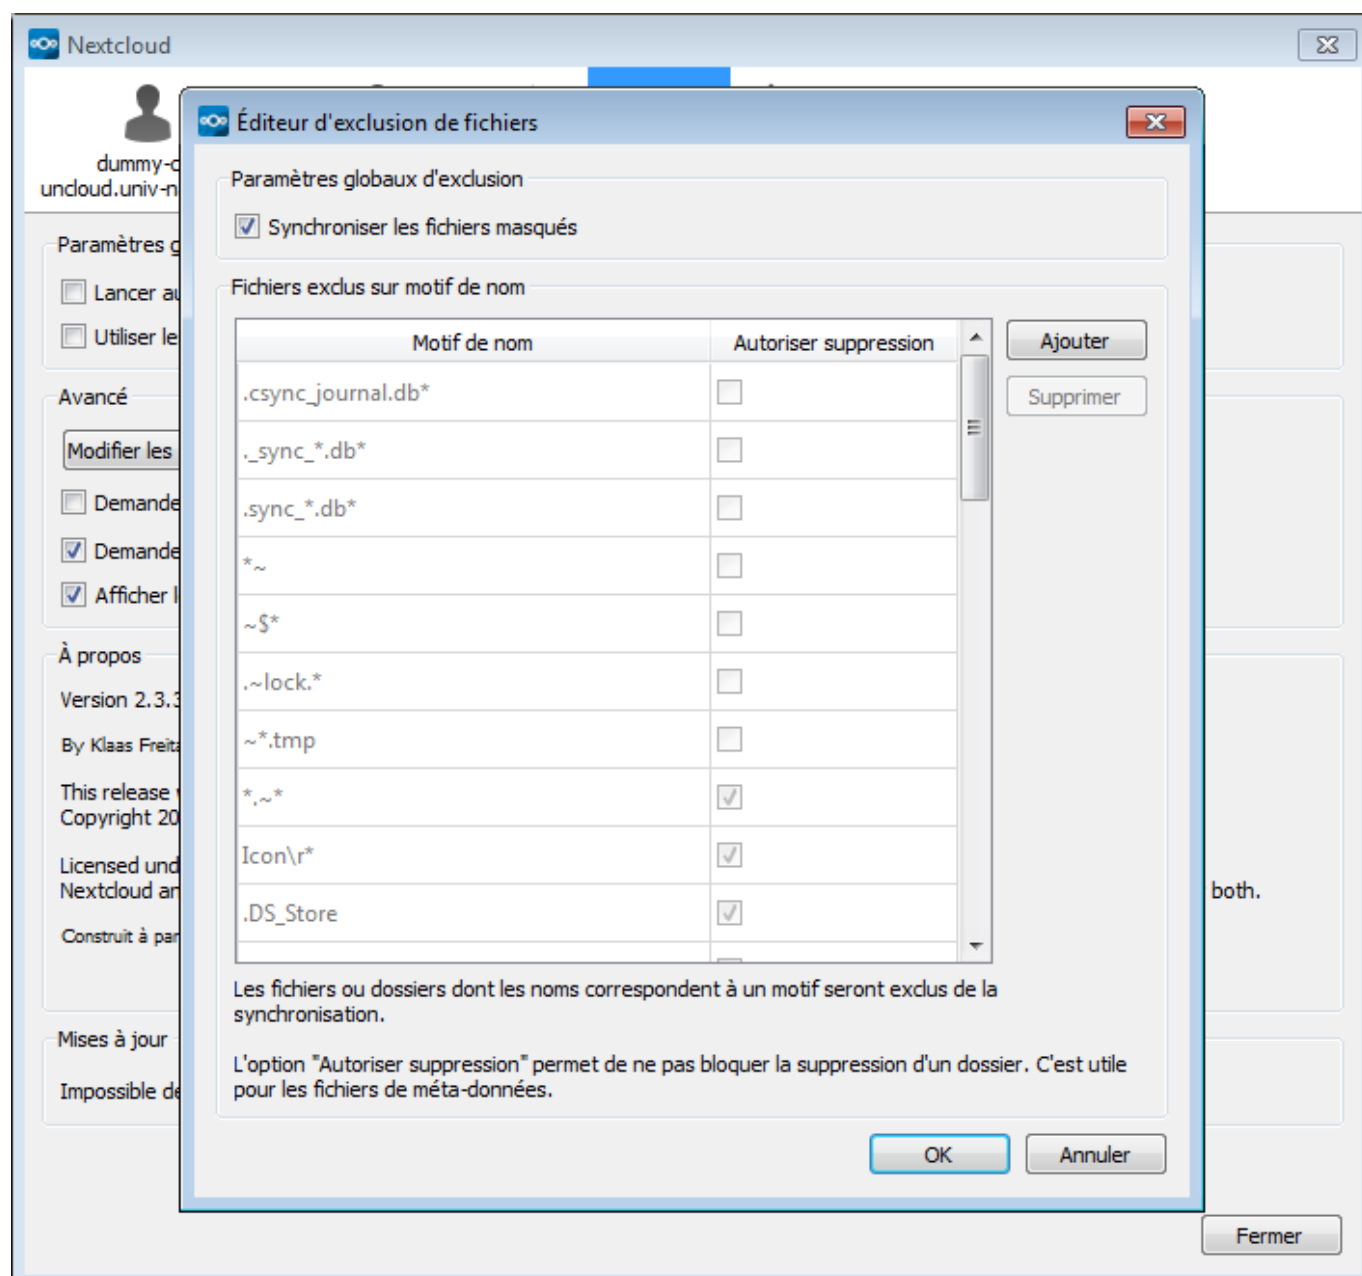 Nextcloud
dummy-
uncloud.univ-n
Éditeur d'exclusion de fichiers
Paramètres globaux d'exclusion
Synchroniser les fichiers masqués
Fichiers exclus sur motif de nom
Motif de nom
Autoriser suppression
.csync_journal.db*
._sync_*.db*
.sync_*.db*
*~
~$*
.~lock.*
~*.tmp
*.~*
Icon\r*
.DS_Store
Ajouter
Supprimer
Les fichiers ou dossiers dont les noms correspondent à un motif seront exclus de la
synchronisation.
L'option "Autoriser suppression" permet de ne pas bloquer la suppression d'un dossier. C'est utile
pour les fichiers de méta-données.
OK
Annuler
Paramètres g
Lancer au
Utiliser le
Avancé
Modifier les
Demande
Demande
Afficher l
À propos
Version 2.3.3
By Klaas Freita
This release
Copyright 20
Licensed und
Nextcloud an
both.
Construit à par
Mises à jour
Impossible de
Fermer